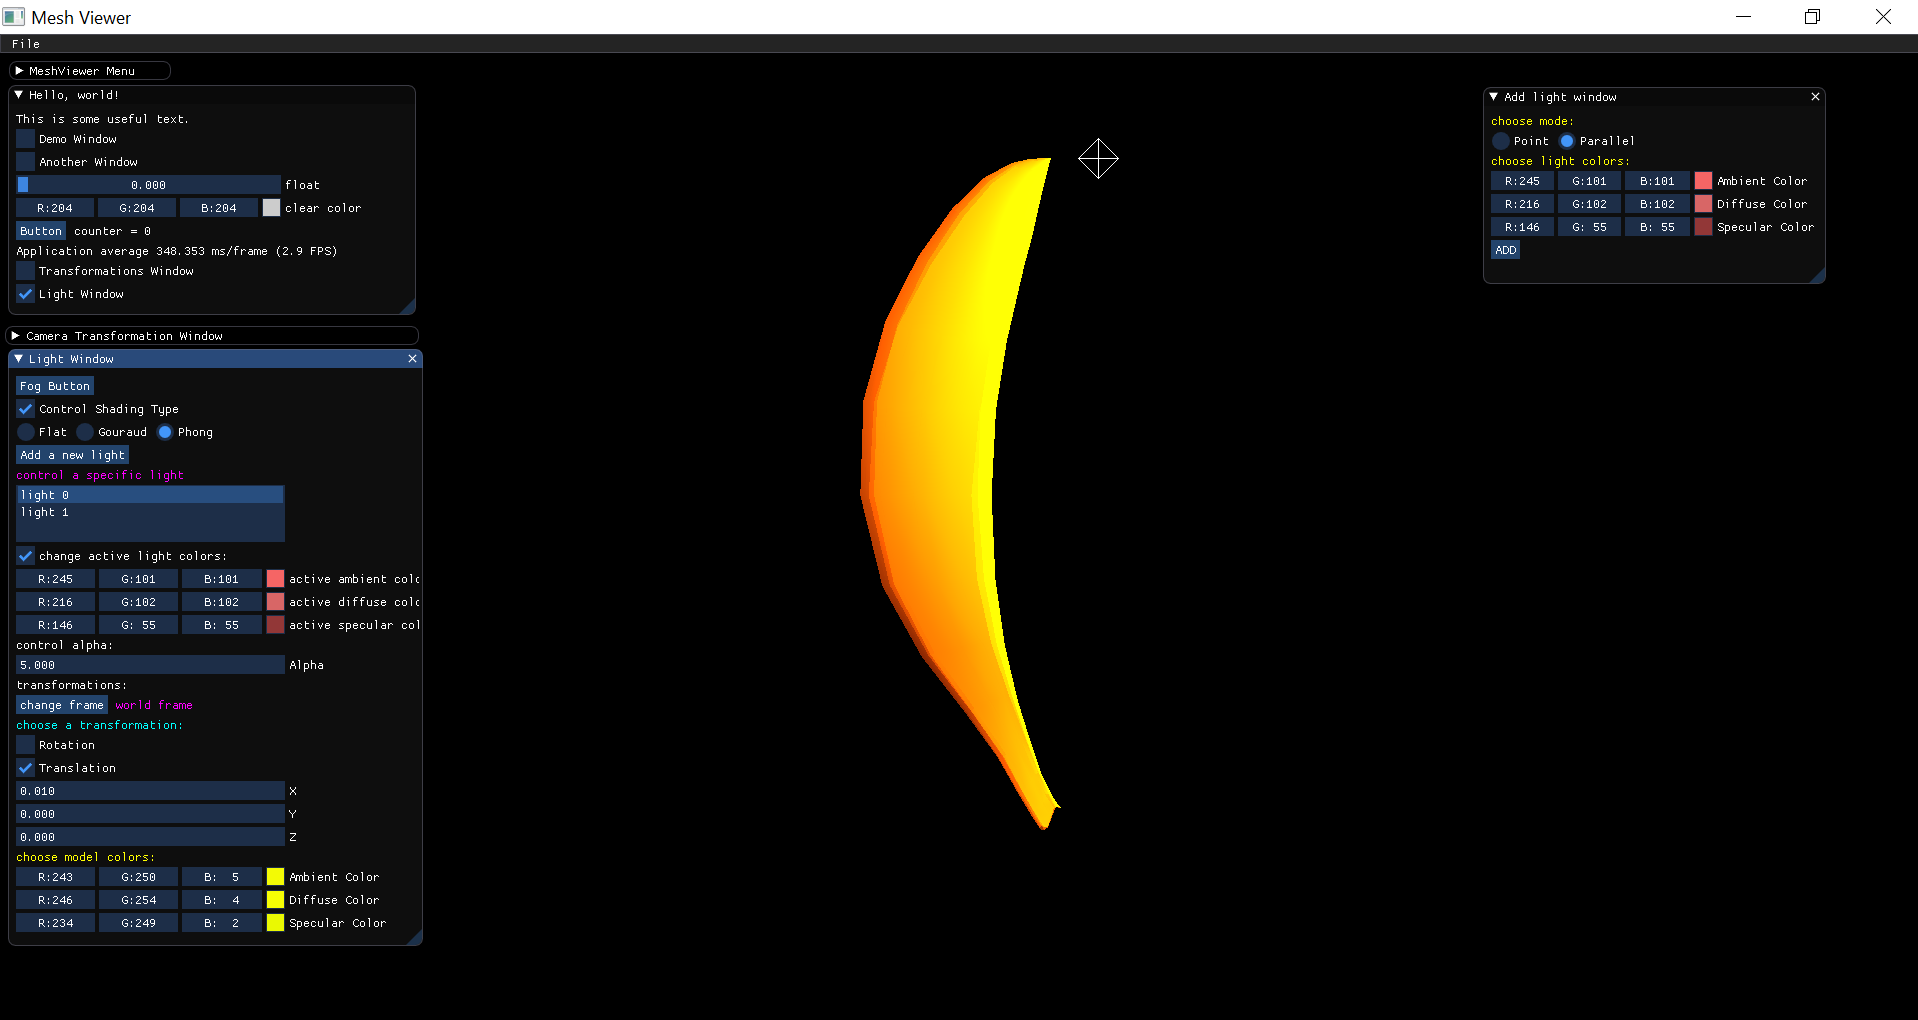 Mesh Viewer
File
MeshViewer Menu
Hello, world!
This is some useful text.
Demo Window
Another Window
0.000 float
R:204 G:204 B:204 clear color
Button counter = 0
Application average 348.353 ms/frame (2.9 FPS)
Transformations Window
Light Window
Camera Transformation Window
Light Window
Fog Button
Control Shading Type
Flat Gouraud Phong
Add a new light
control a specific light
light 0
light 1
change active light colors:
R:245 G:101 B:101 active ambient colo
R:216 G:102 B:102 active diffuse colo
R:146 G: 55 B: 55 active specular col
control alpha:
5.000 Alpha
transformations:
change frame world frame
choose a transformation:
Rotation
Translation
0.010 X
0.000 Y
0.000 Z
choose model colors:
R:243 G:250 B: 5 Ambient Color
R:246 G:254 B: 4 Diffuse Color
R:234 G:249 B: 2 Specular Color
Add light window
choose mode:
Point Parallel
choose light colors:
R:245 G:101 B:101 Ambient Color
R:216 G:102 B:102 Diffuse Color
R:146 G: 55 B: 55 Specular Color
ADD